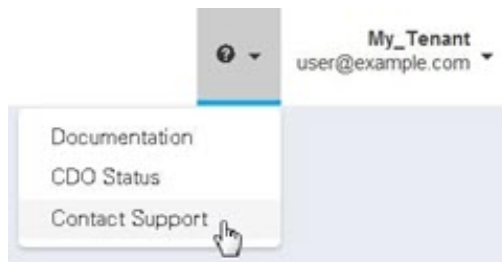 My_Tenant
user@example.com
Documentation
CDO Status
Contact Support